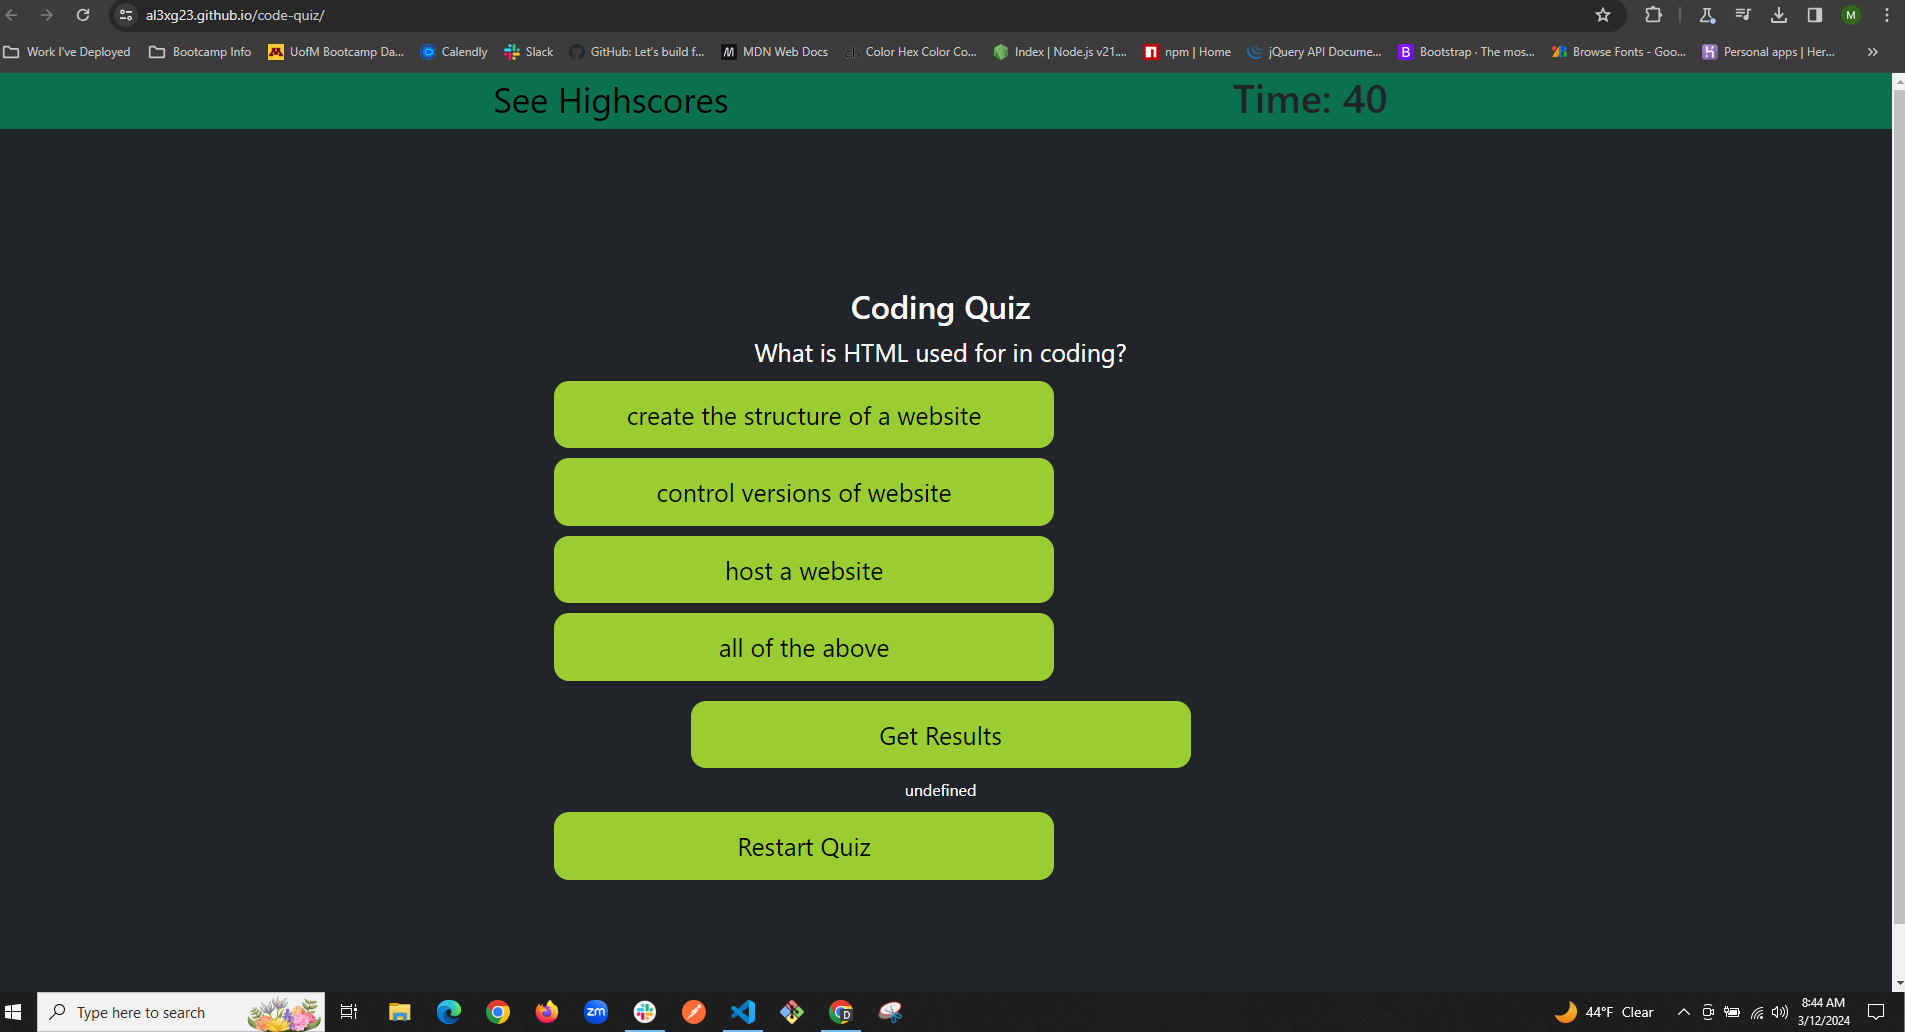 al3xg23.github.io/code-quiz/
M
Work I've Deployed
Bootcamp Info
UofM Bootcamp Da...
Calendly
Slack
GitHub: Let's build f...
MDN Web Docs
Color Hex Color Co...
Index | Node.js v21....
npm | Home
jQuery API Docume...
Bootstrap · The mos...
Browse Fonts - Goo...
Personal apps | Her...
See Highscores
Time: 40
Coding Quiz
What is HTML used for in coding?
create the structure of a website
control versions of website
host a website
all of the above
Get Results
undefined
Restart Quiz
Type here to search
zm
D
44°F Clear
8:44 AM
3/12/2024